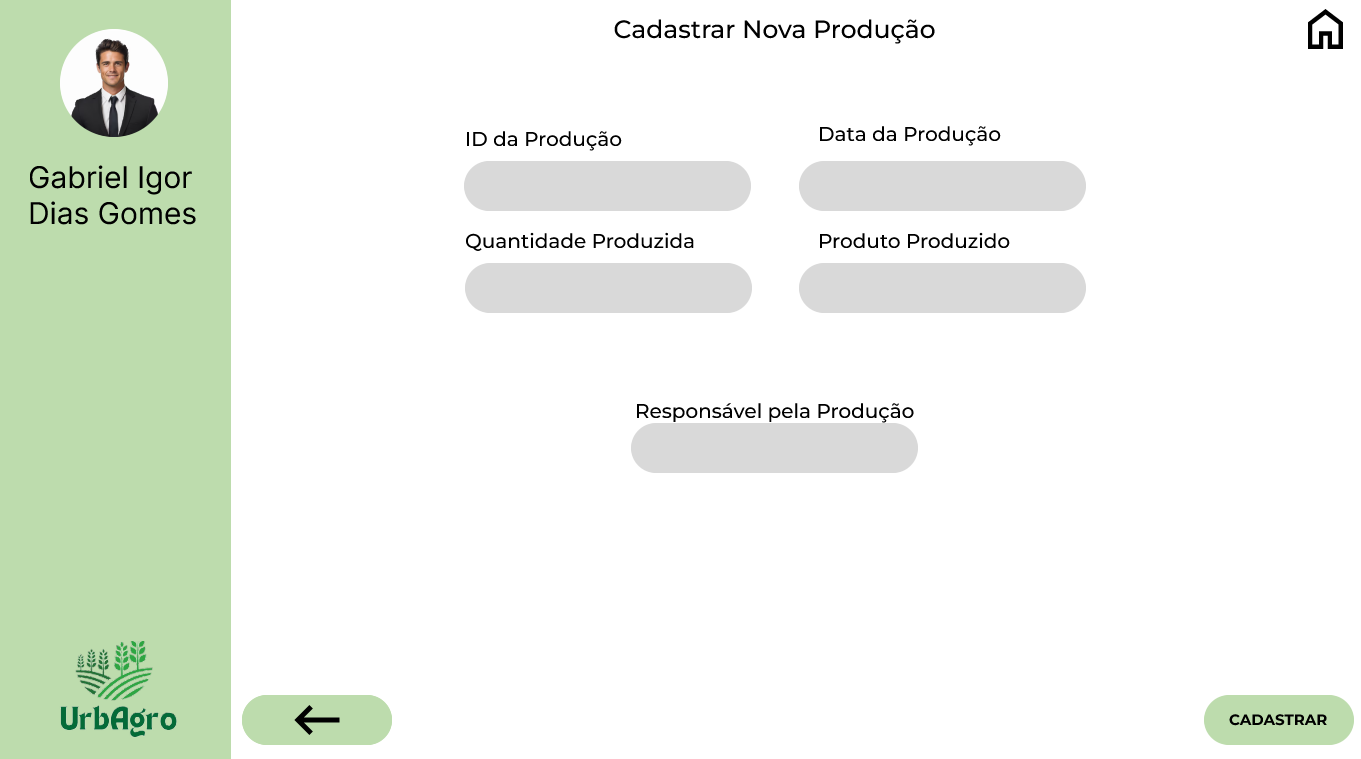 Cadastrar Nova Produção
Gabriel Igor
Dias Gomes
ID da Produção
Data da Produção
Quantidade Produzida
Produto Produzido
Responsável pela Produção
UrbAgro
CADASTRAR